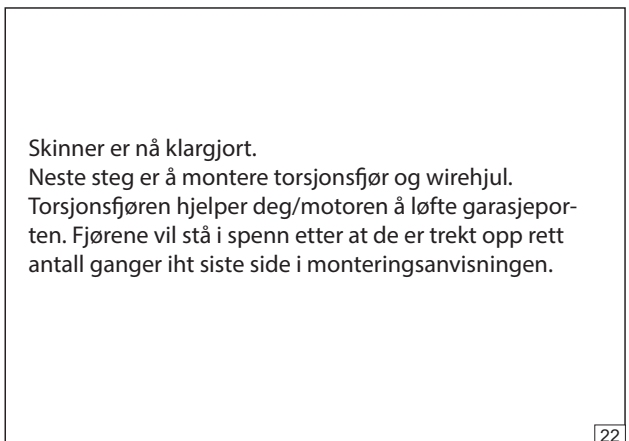 Skinner er nå klargjort.
Neste steg er å montere torsjonsfjør og wirehjul.
Torsjonsfjøren hjelper deg/motoren å løfte garasjepor-
ten. Fjørene vil stå i spenn etter at de er trekt opp rett
antall ganger iht siste side i monteringsanvisningen.
22